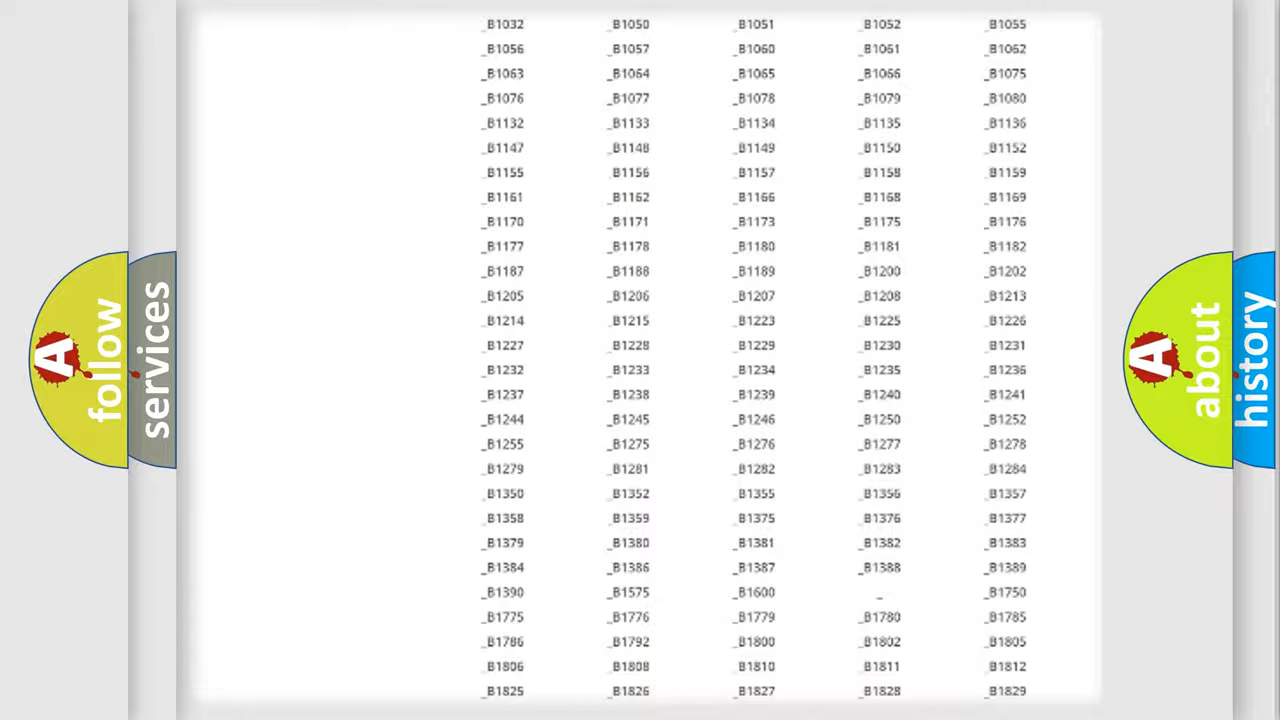 _B1032 _B1050 _B1051 _B1052 _B1055
_B1056 _B1057 _B1060 _B1061 _B1062
_B1063 _B1064 _B1065 _B1066 _B1075
_B1076 _B1077 _B1078 _B1079 _B1080
_B1132 _B1133 _B1134 _B1135 _B1136
_B1147 _B1148 _B1149 _B1150 _B1152
_B1155 _B1156 _B1157 _B1158 _B1159
_B1161 _B1162 _B1166 _B1168 _B1169
_B1170 _B1171 _B1173 _B1175 _B1176
_B1177 _B1178 _B1180 _B1181 _B1182
_B1187 _B1188 _B1189 _B1200 _B1202
_B1205 _B1206 _B1207 _B1208 _B1213
_B1214 _B1215 _B1223 _B1225 _B1226
_B1227 _B1228 _B1229 _B1230 _B1231
_B1232 _B1233 _B1234 _B1235 _B1236
_B1237 _B1238 _B1239 _B1240 _B1241
_B1244 _B1245 _B1246 _B1250 _B1252
_B1255 _B1275 _B1276 _B1277 _B1278
_B1279 _B1281 _B1282 _B1283 _B1284
_B1350 _B1352 _B1355 _B1356 _B1357
_B1358 _B1359 _B1375 _B1376 _B1377
_B1379 _B1380 _B1381 _B1382 _B1383
_B1384 _B1386 _B1387 _B1388 _B1389
_B1390 _B1575 _B1600 _ _B1750
_B1775 _B1776 _B1779 _B1780 _B1785
_B1786 _B1792 _B1800 _B1802 _B1805
_B1806 _B1808 _B1810 _B1811 _B1812
_B1825 _B1826 _B1827 _B1828 _B1829
A
follow
services
A
about
history